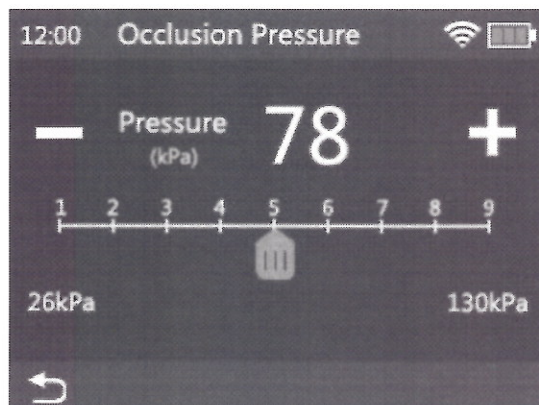 12:00 Occlusion Pressure
Pressure 78
(kPa)
1 2 3 4 5 6 7 8 9
26kPa 130kPa